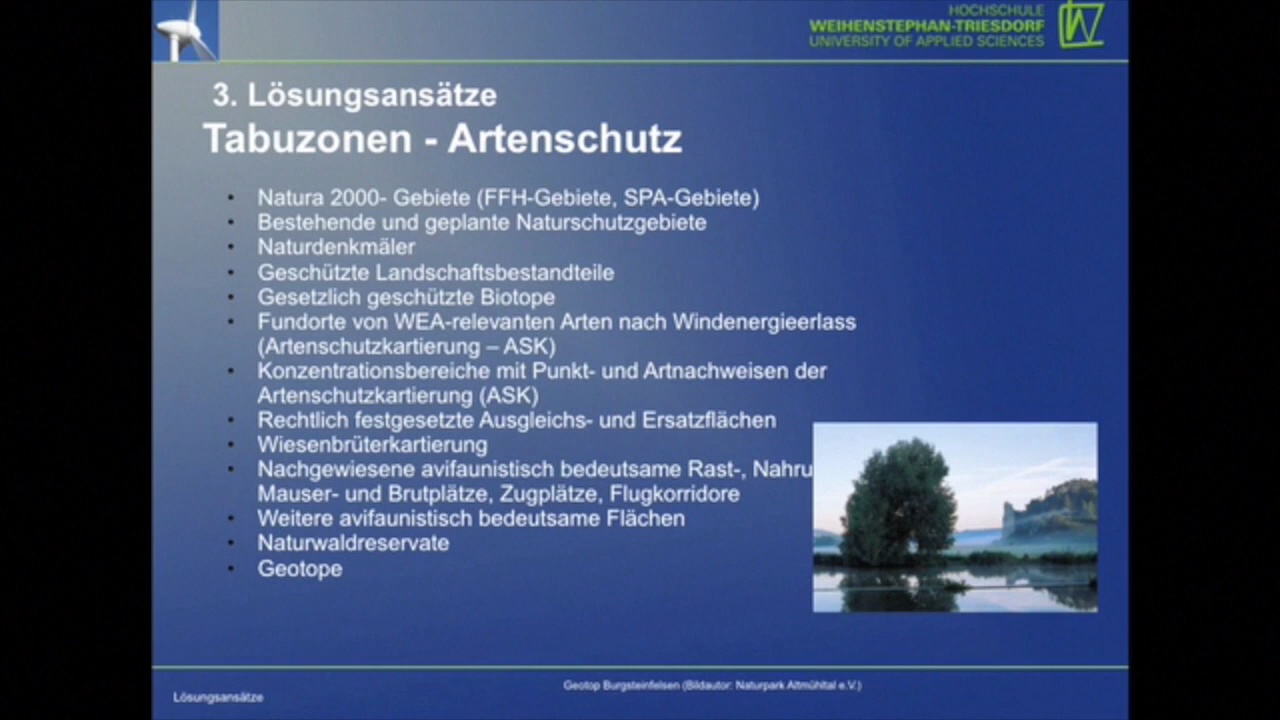 HOCHSCHULE
WEIHENSTEPHAN-TRIESDORF
UNIVERSITY OF APPLIED SCIENCES
3. Lösungsansätze
Tabuzonen - Artenschutz
• Natura 2000- Gebiete (FFH-Gebiete, SPA-Gebiete)
• Bestehende und geplante Naturschutzgebiete
• Naturdenkmäler
• Geschützte Landschaftsbestandteile
• Gesetzlich geschützte Biotope
• Fundorte von WEA-relevanten Arten nach Windenergieerlass
(Artenschutzkartierung – ASK)
• Konzentrationsbereiche mit Punkt- und Artnachweisen der
Artenschutzkartierung (ASK)
• Rechtlich festgesetzte Ausgleichs- und Ersatzflächen
• Wiesenbrüterkartierung
• Nachgewiesene avifaunistisch bedeutsame Rast-, Nahru
Mauser- und Brutplätze, Zugplätze, Flugkorridore
• Weitere avifaunistisch bedeutsame Flächen
• Naturwaldreservate
• Geotope
Geotop Burgsteinfelsen (Bildautor: Naturpark Altmühltal e.V.)
Lösungsansätze